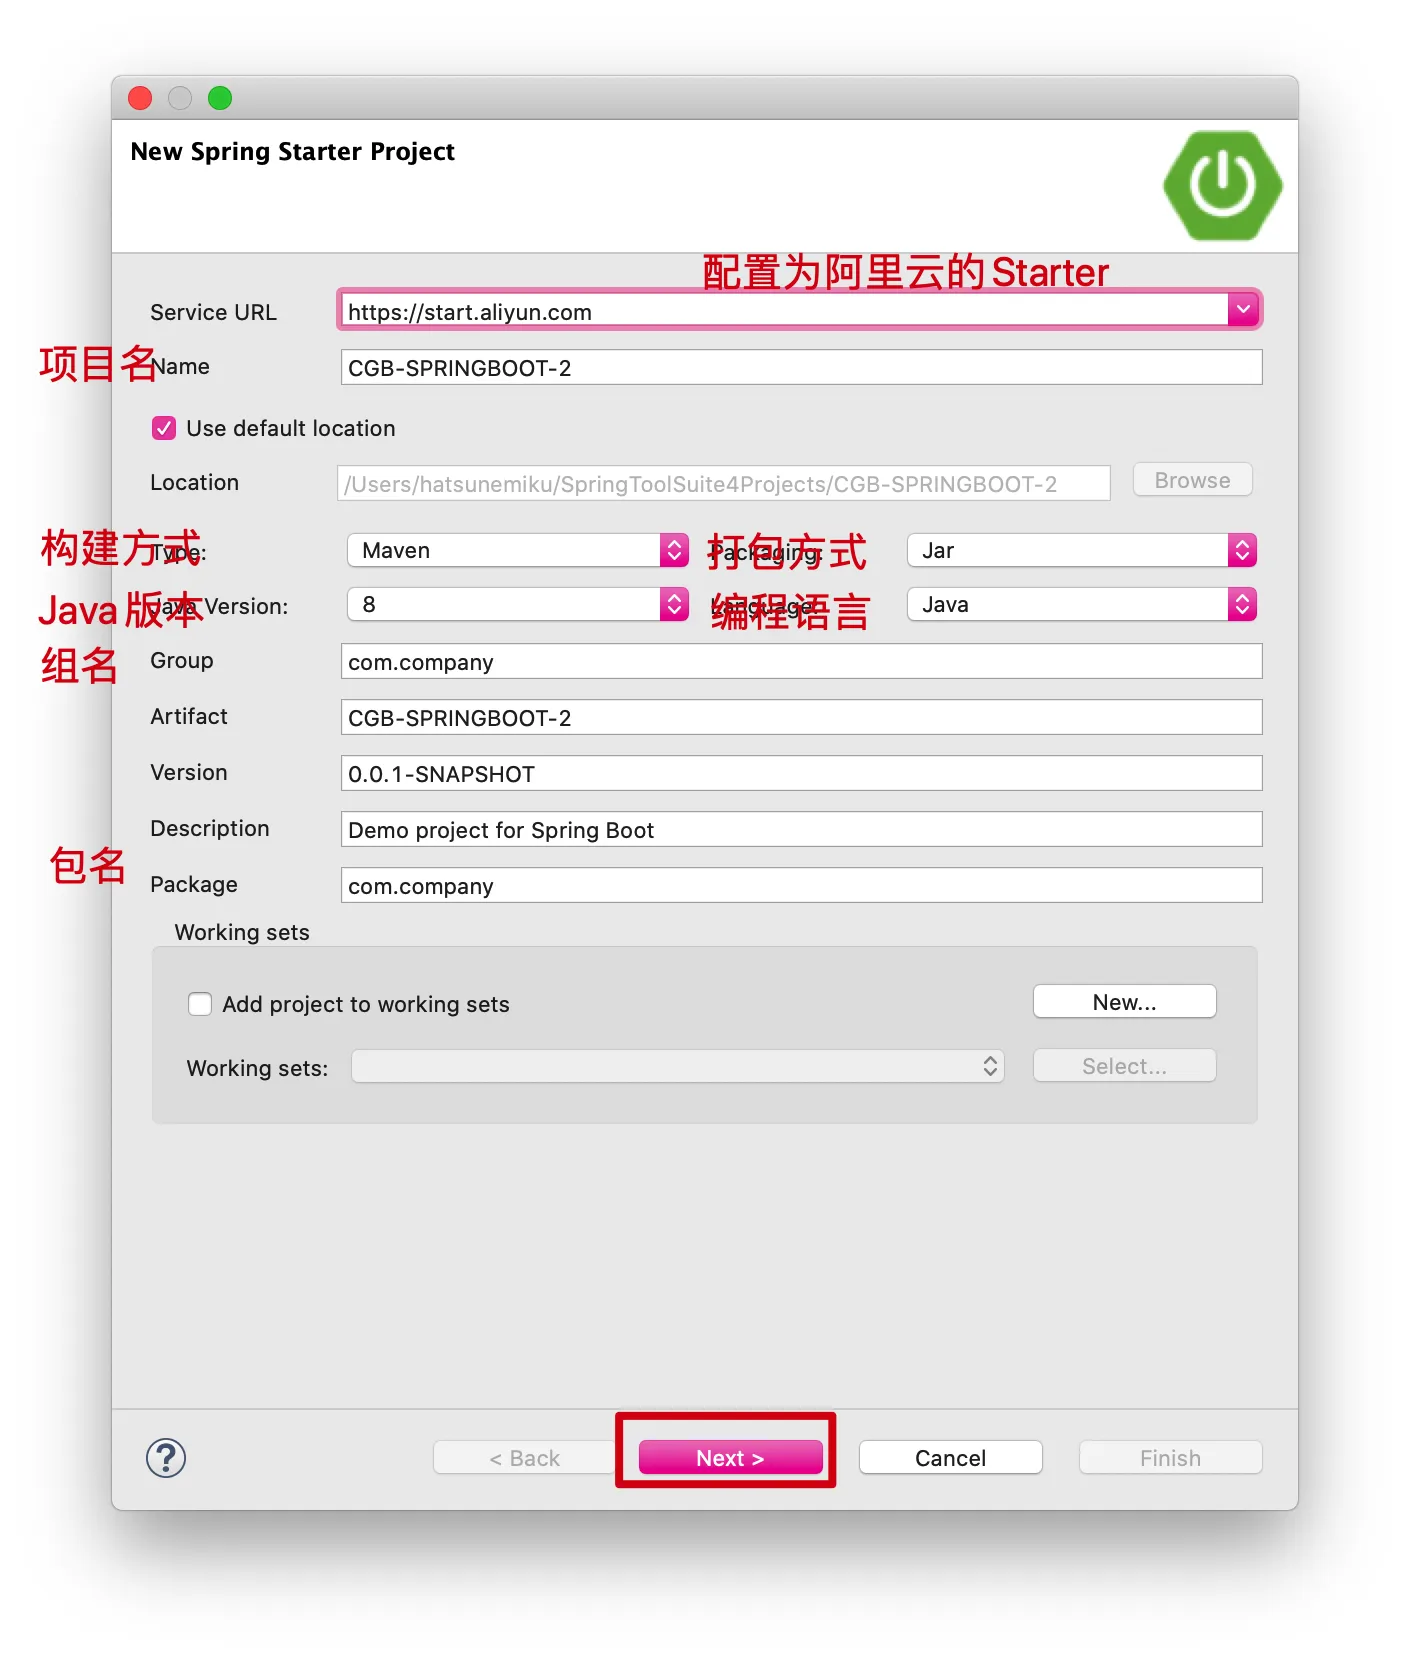 New Spring Starter Project
配置为阿里云的Starter
Service URL
https://start.aliyun.com
项目名
Name
CGB-SPRINGBOOT-2
Use default location
Location
/Users/hatsunemiku/SpringToolSuite4Projects/CGB-SPRINGBOOT-2
Browse
构建方式
Type:
Maven
打包方式
Packaging:
Jar
Java版本
Java Version:
8
编程语言
Language:
Java
组名
Group
com.company
Artifact
CGB-SPRINGBOOT-2
Version
0.0.1-SNAPSHOT
Description
Demo project for Spring Boot
包名
Package
com.company
Working sets
Add project to working sets
New...
Working sets:
Select...
?
< Back
Next >
Cancel
Finish